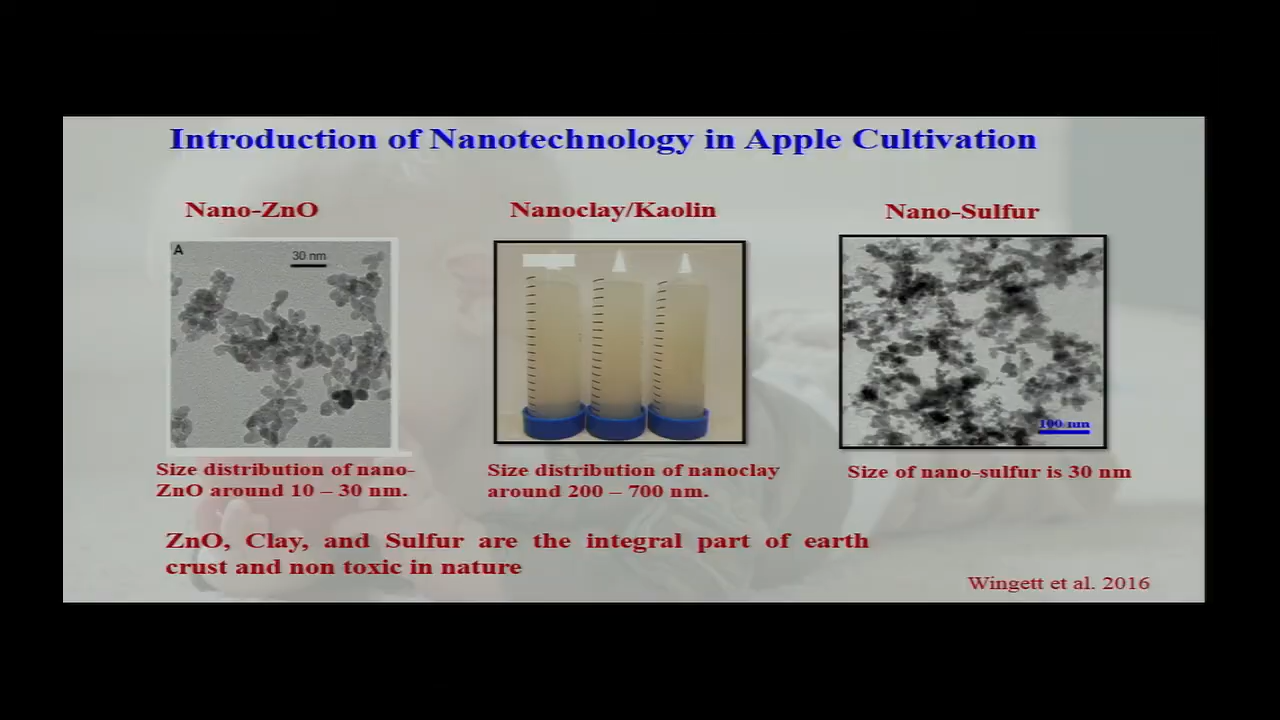 Introduction of Nanotechnology in Apple Cultivation
Nano-ZnO
Nanoclay/Kaolin
Nano-Sulfur
A
30 nm
100 nm
Size distribution of nano-
ZnO around 10 – 30 nm.
Size distribution of nanoclay
around 200 – 700 nm.
Size of nano-sulfur is 30 nm
ZnO, Clay, and Sulfur are the integral part of earth
crust and non toxic in nature
Wingett et al. 2016